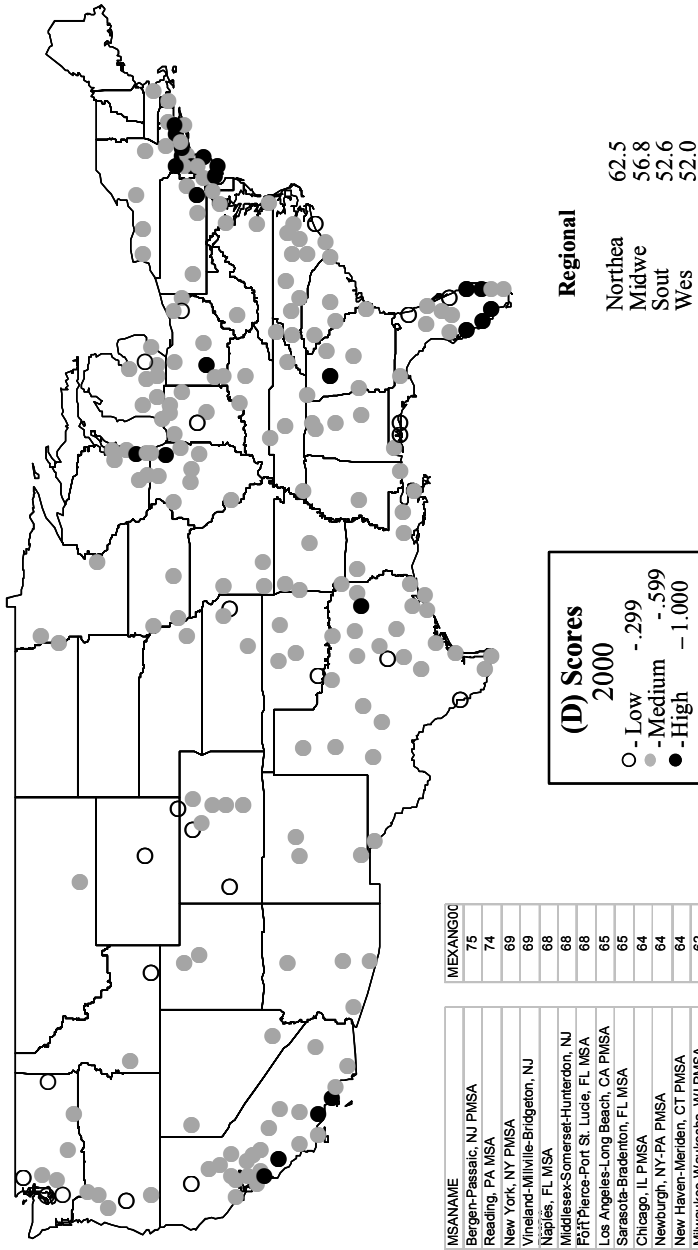 Regional
Northea 62.5
Midwe 56.8
Sout 52.6
Wes 52.0
(D) Scores
2000
- Low -.299
-Medium -.599
-High – 1.000
MSANAME MEXANG00
Bergen-Passaic, NJ PMSA 75
Reading, PA MSA 74
New York, NY PMSA 69
Vineland-Millville-Bridgeton, NJ 69
Naples, FL MSA 68
Middlesex-Somerset-Hunterdon, NJ 68
Fort Pierce-Port St. Lucie, FL MSA 68
Los Angeles-Long Beach, CA PMSA 65
Sarasota-Bradenton, FL MSA 65
Chicago, IL PMSA 64
Newburgh, NY-PA PMSA 64
New Haven-Meriden, CT PMSA 64